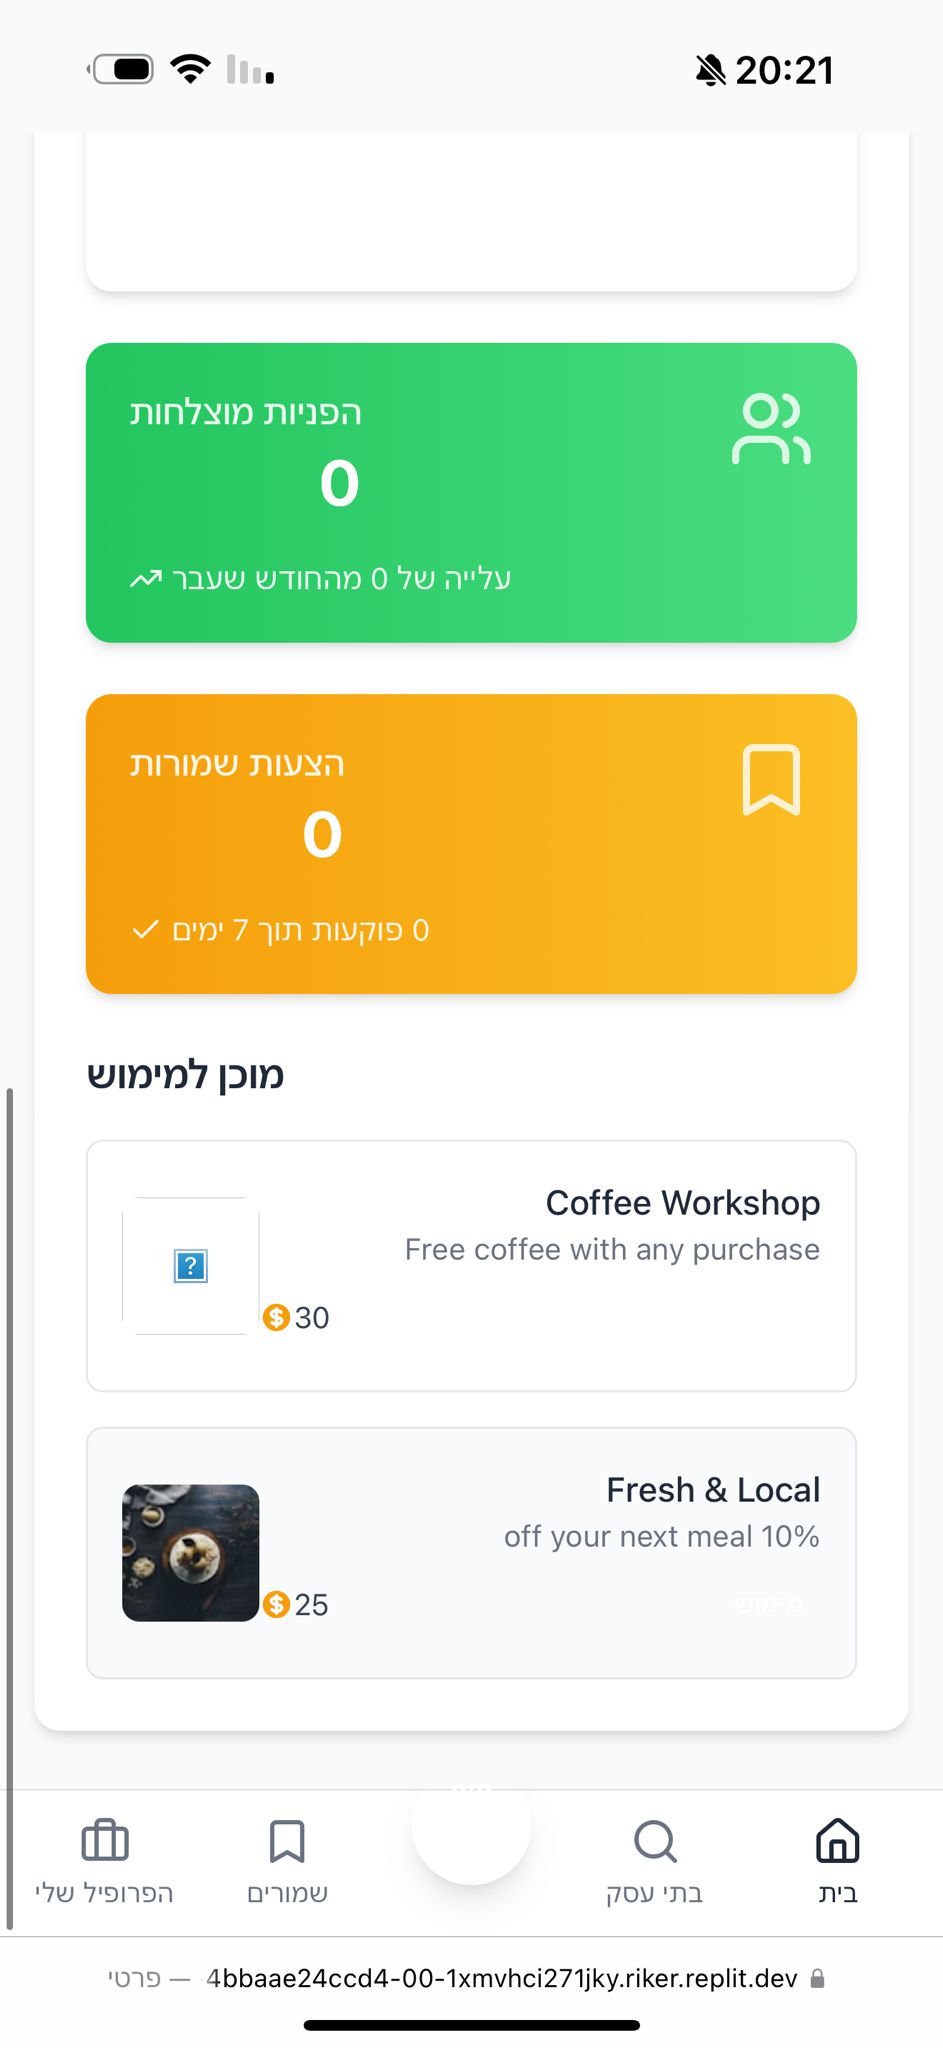 20:21
הפניות מוצלחות
0
עלייה של 0 מהחודש שעבר
הצעות שמורות
0
0 פוקעות תוך 7 ימים
מוכן למימוש
Coffee Workshop
Free coffee with any purchase
30
Fresh & Local
off your next meal 10%
25
מימוש
בית
בתי עסק
שמורים
הפרופיל שלי
4bbaae24ccd4-00-1xmvhci271jky.riker.replit.dev — פרטי